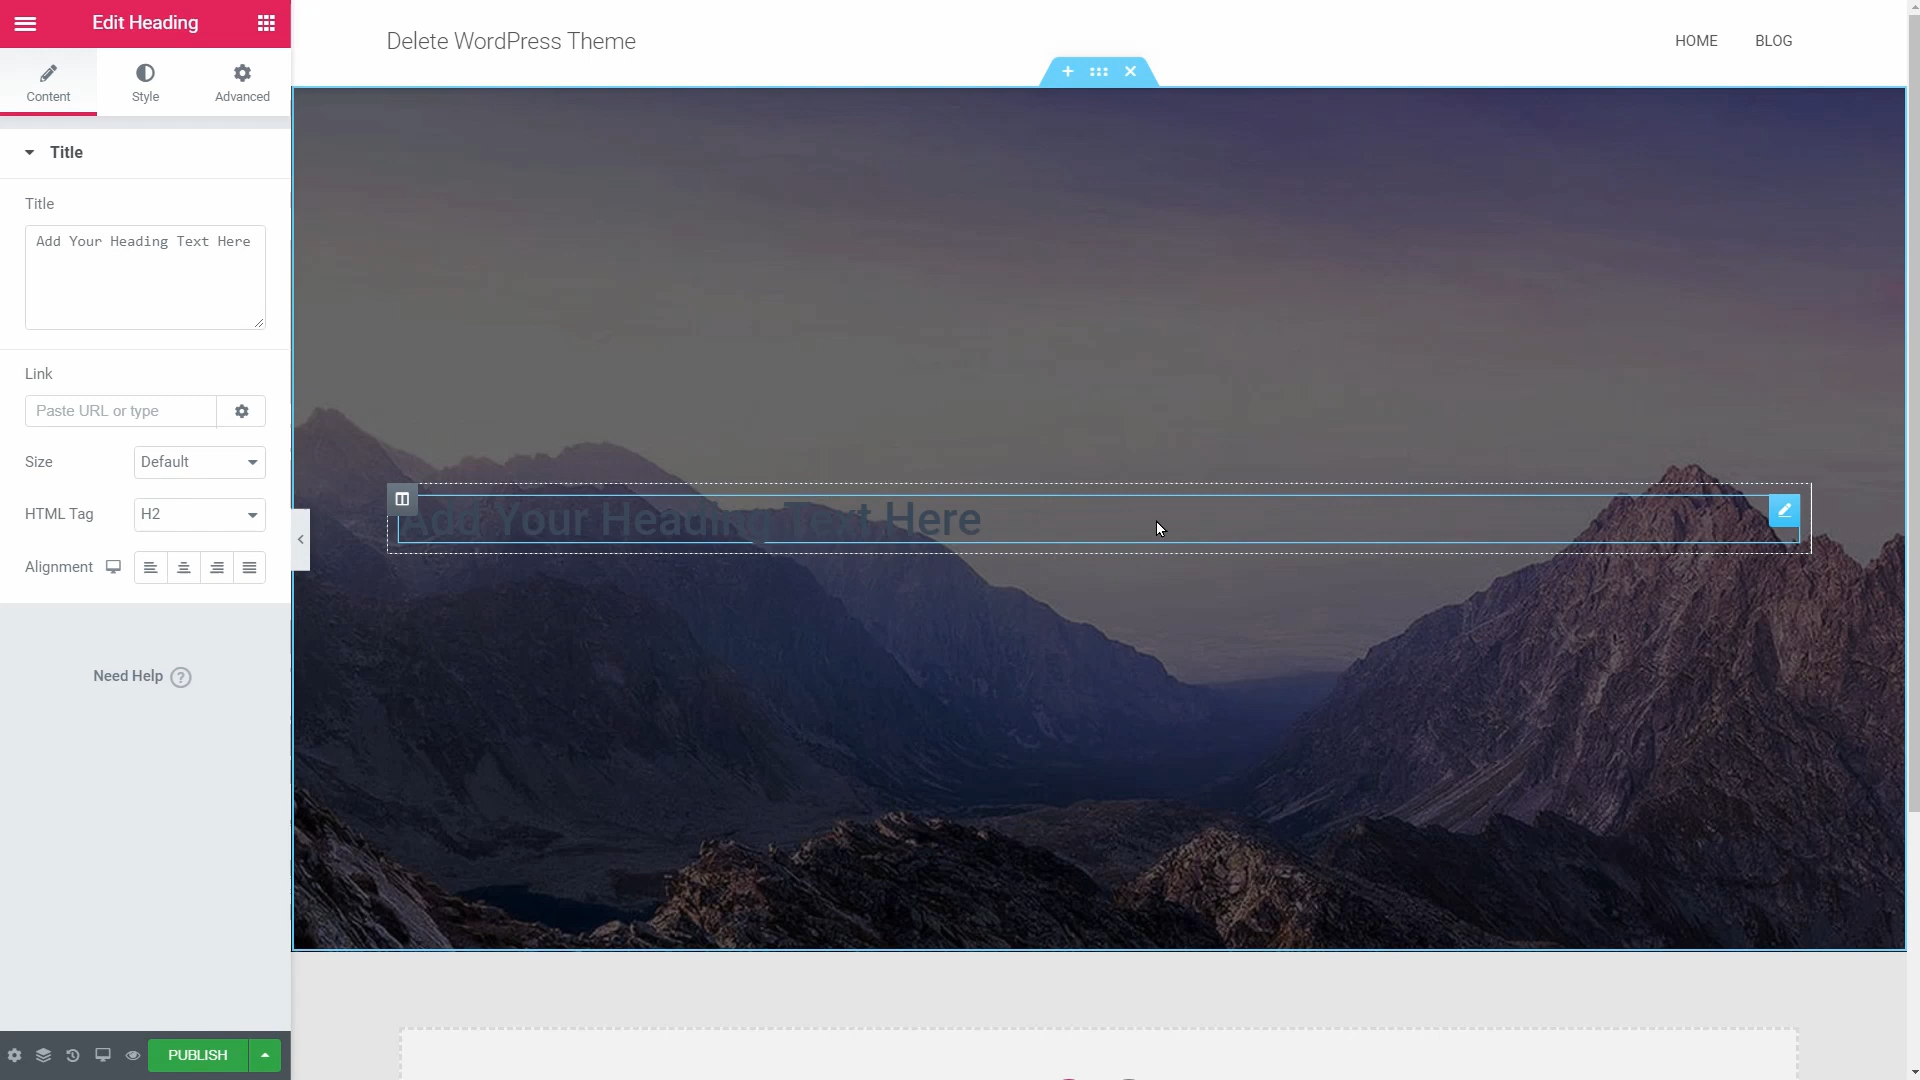 Edit Heading
Delete WordPress Theme
HOME
BLOG
Content
Style
Advanced
Title
Title
Add Your Heading Text Here
Link
Paste URL or type
Size
Default
HTML Tag
H2
Add Your Heading Text Here
Alignment
Need Help ?
PUBLISH